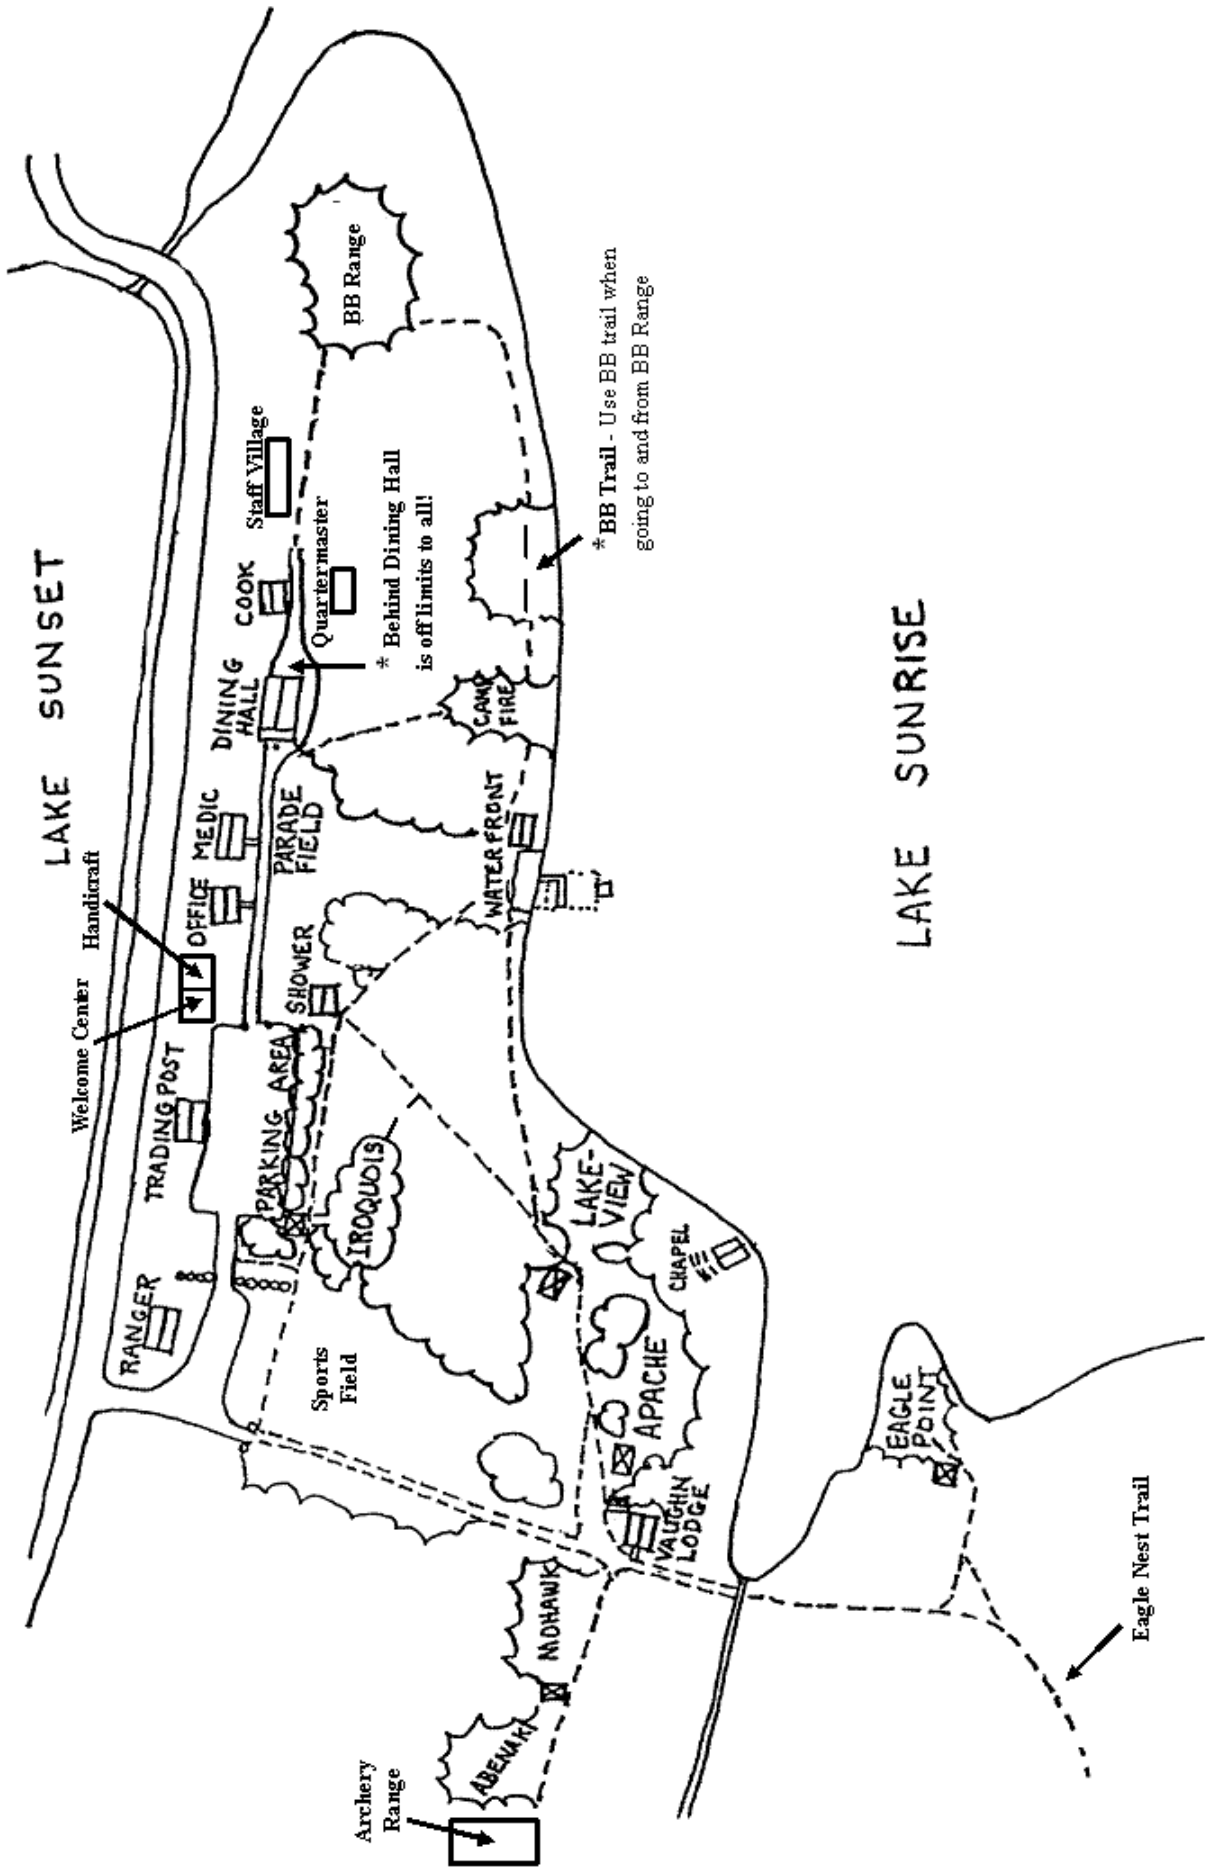 LAKE SUNSET
Welcome Center
Handicraft
RANGER
TRADING POST
OFFICE
MEDIC
DINING
HALL
COOK
Staff Village
Quartermaster
BB Range
* Behind Dining Hall
is off limits to all!
PARKING AREA
SHOWER
PARADE
FIELD
Sports
Field
IROQUOIS
WATERFRONT
CAMP
FIRE
*BB Trail - Use BB trail when
going to and from BB Range
Archery
Range
ABENAKI
MOHAWK
VAUGHN
LODGE
APACHE
LAKE-
VIEW
CHAPEL
LAKE SUNRISE
EAGLE
POINT
Eagle Nest Trail